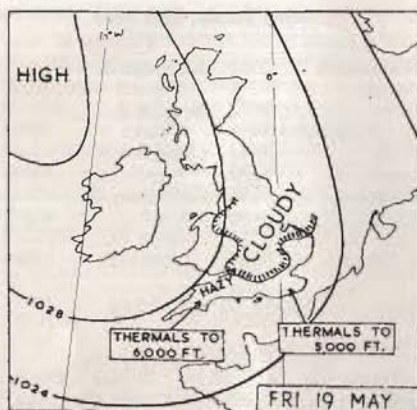 HIGH
CLOUDY
HAZY
1028
THERMALS TO
6,000 FT.
THERMALS TO
5,000 FT.
1024
FRI 19 MAY